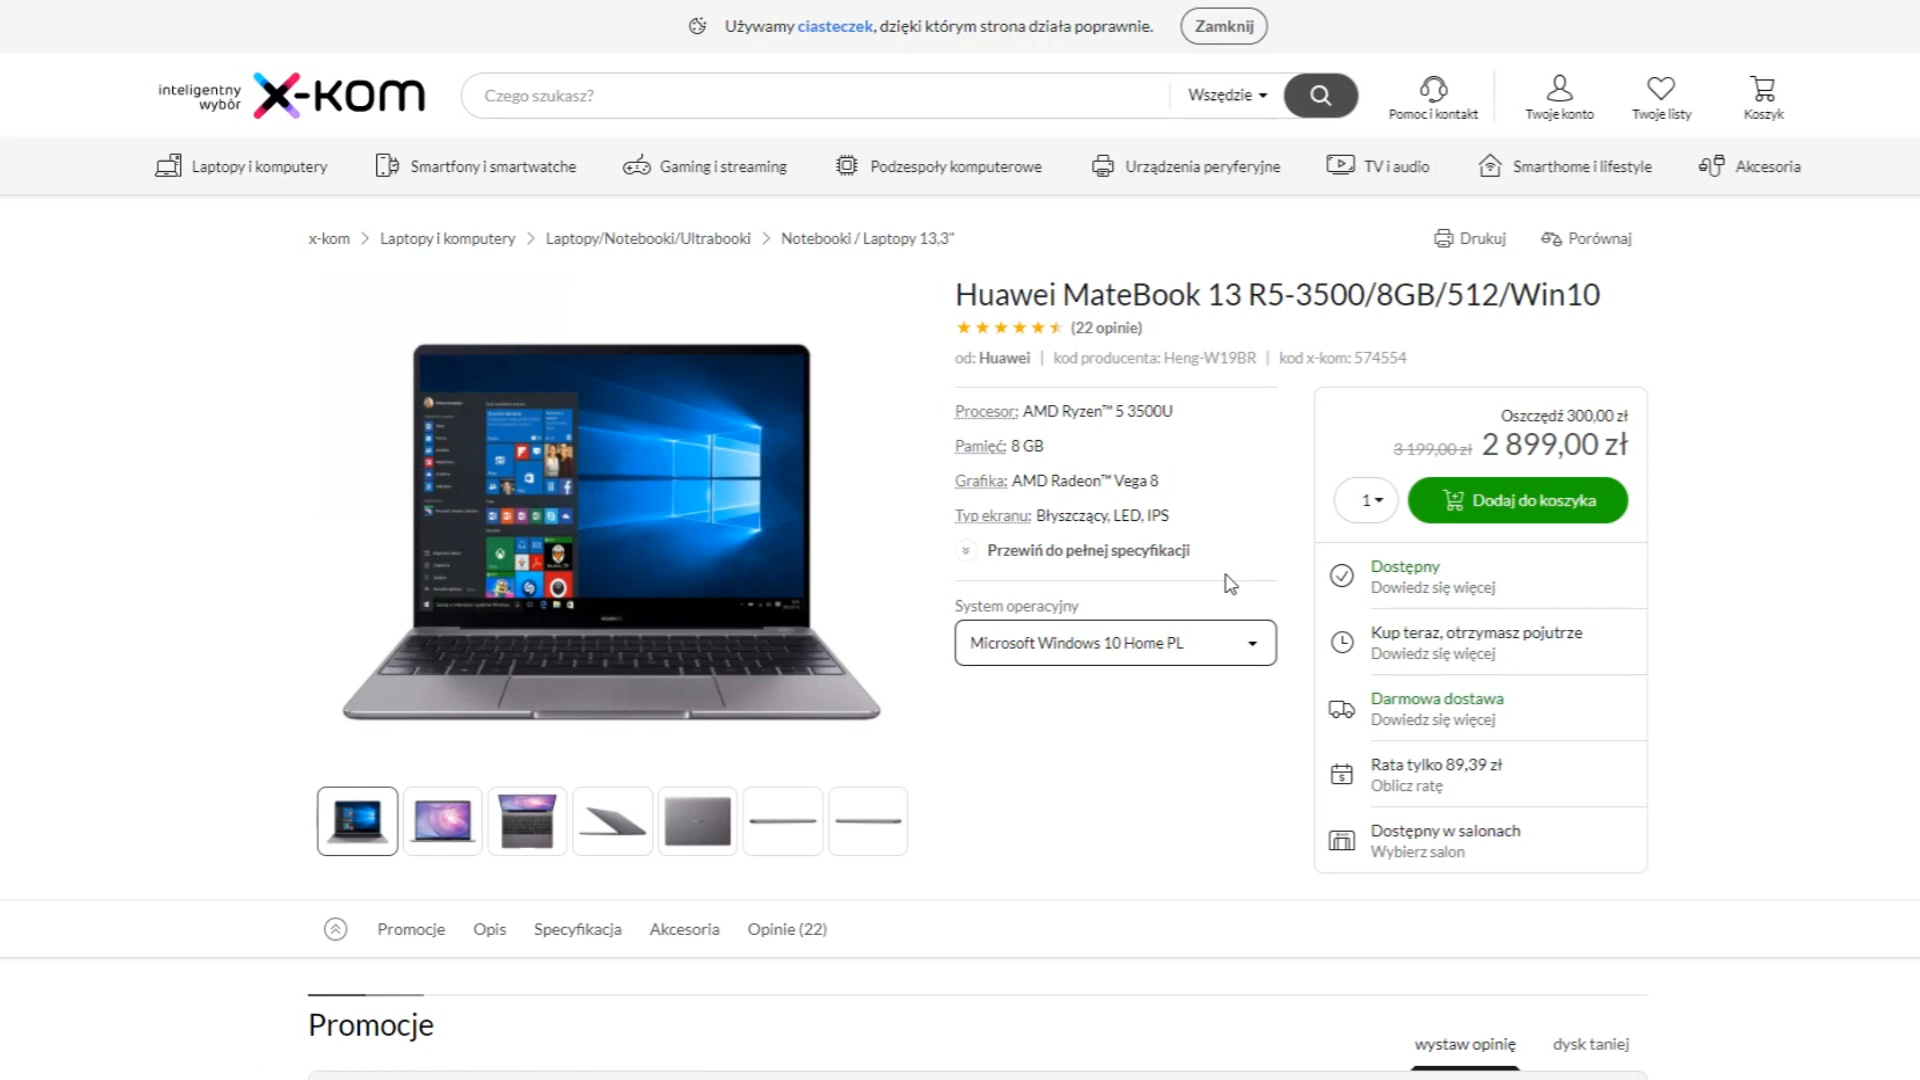 Używamy ciasteczek, dzięki którym strona działa poprawnie.
Zamknij
inteligentny
wybór
x-kom
Czego szukasz?
Wszędzie
Pomoc i kontakt
Twoje konto
Twoje listy
Koszyk
Laptopy i komputery
Smartfony i smartwatche
Gaming i streaming
Podzespoły komputerowe
Urządzenia peryferyjne
TV i audio
Smarthome i lifestyle
Akcesoria
x-kom
Laptopy i komputery
Laptopy/Notebooki/Ultrabooki
Notebooki / Laptopy 13,3"
Drukuj
Porównaj
Huawei MateBook 13 R5-3500/8GB/512/Win10
(22 opinie)
od: Huawei | kod producenta: Heng-W19BR | kod x-kom: 574554
Procesor: AMD Ryzen™ 5 3500U
Pamięć: 8 GB
Grafika: AMD Radeon™ Vega 8
Typ ekranu: Błyszczący, LED, IPS
Przewiń do pełnej specyfikacji
System operacyjny
Microsoft Windows 10 Home PL
Oszczędź 300,00 zł
3 199,00 zł 2 899,00 zł
1
Dodaj do koszyka
Dostępny
Dowiedz się więcej
Kup teraz, otrzymasz pojutrze
Dowiedz się więcej
Darmowa dostawa
Dowiedz się więcej
Rata tylko 89,39 zł
Oblicz ratę
Dostępny w salonach
Wybierz salon
Promocje
Opis
Specyfikacja
Akcesoria
Opinie (22)
Promocje
wystaw opinię
dysk taniej